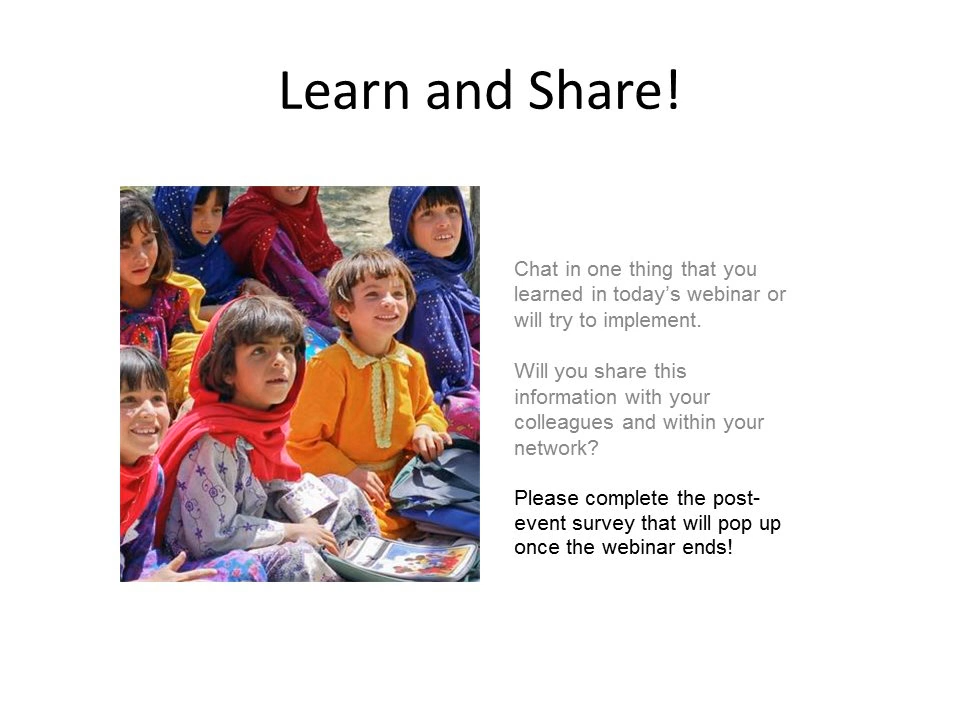 Learn and Share!
Chat in one thing that you
learned in today’s webinar or
will try to implement.
Will you share this
information with your
colleagues and within your
network?
Please complete the post-
event survey that will pop up
once the webinar ends!